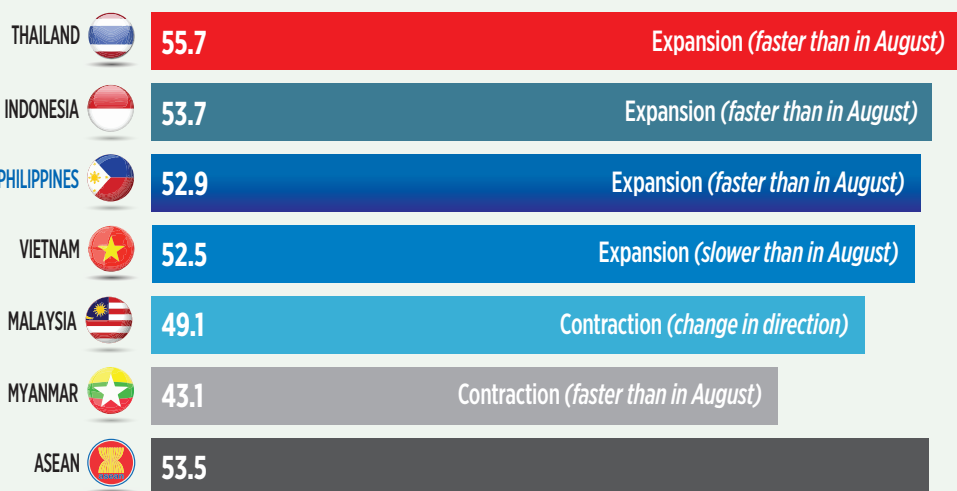 THAILAND 55.7 Expansion (faster than in August)
INDONESIA 53.7 Expansion (faster than in August)
PHILIPPINES 52.9 Expansion (faster than in August)
VIETNAM 52.5 Expansion (slower than in August)
MALAYSIA 49.1 Contraction (change in direction)
MYANMAR 43.1 Contraction (faster than in August)
ASEAN 53.5